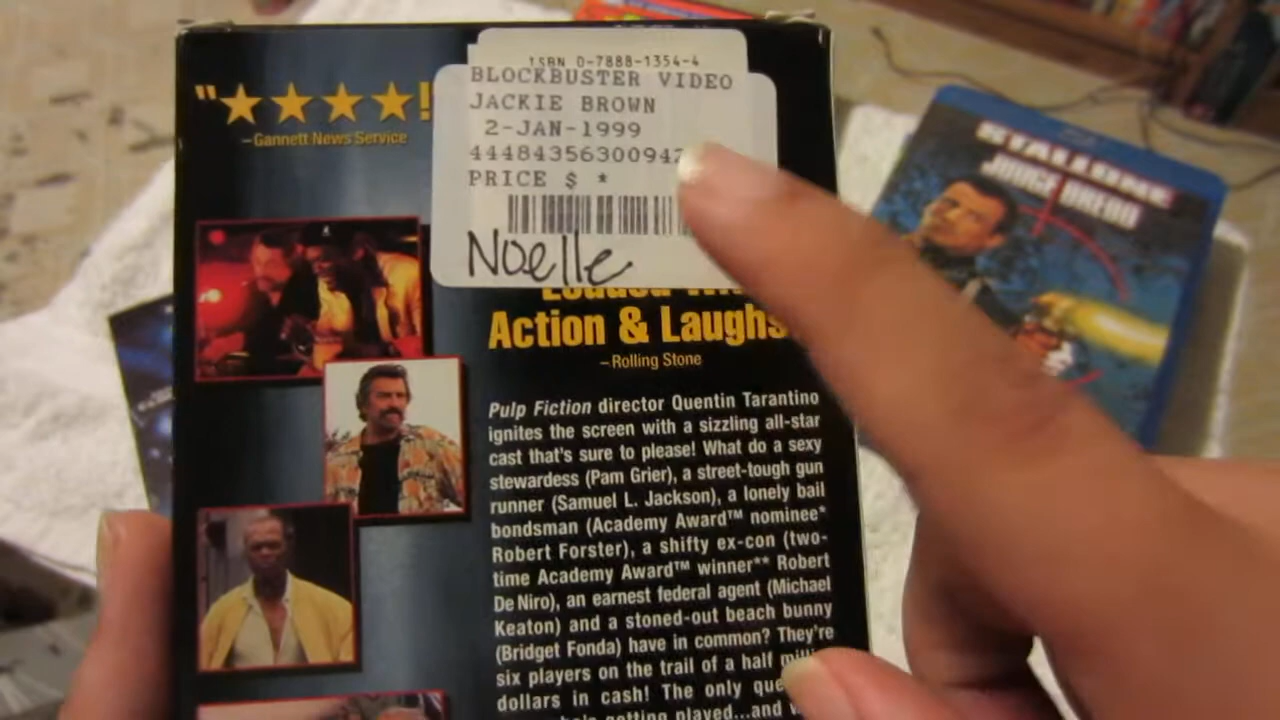 "★★★★!
–Gannett News Service
ISBN 0-7888-1354-4
BLOCKBUSTER VIDEO
JACKIE BROWN
2-JAN-1999
44484356300942
PRICE $ *
Noelle
Loaded
Action & Laughs
–Rolling Stone
Pulp Fiction director Quentin Tarantino
ignites the screen with a sizzling all-star
cast that's sure to please! What do a sexy
stewardess (Pam Grier), a street-tough gun
runner (Samuel L. Jackson), a lonely bail
bondsman (Academy Award™ nominee*
Robert Forster), a shifty ex-con (two-
time Academy Award™ winner** Robert
De Niro), an earnest federal agent (Michael
Keaton) and a stoned-out beach bunny
(Bridget Fonda) have in common? They're
six players on the trail of a half
dollars in cash! The only
getting played...and
STALLONE
JUDGE DREDD